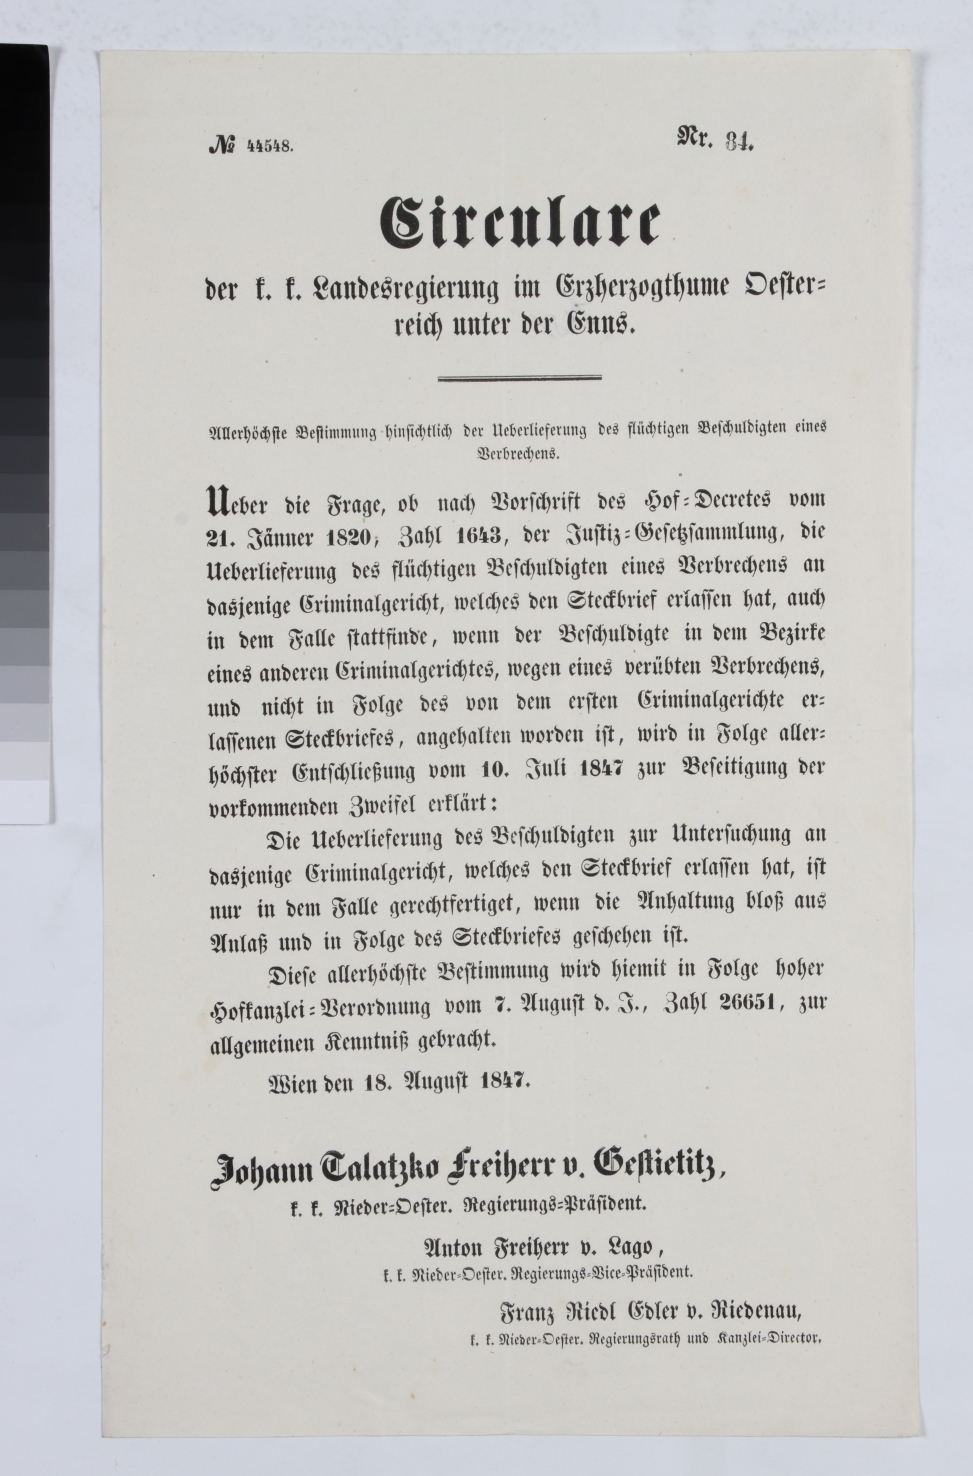 № 44548.
Nr. 84.
Circulare
der k. k. Landesregierung im Erzherzogthume Oester-
reich unter der Enns.
Allerhöchste Bestimmung hinsichtlich der Ueberlieferung des flüchtigen Beschuldigten eines
Verbrechens.
Ueber die Frage, ob nach Vorschrift des Hof-Decretes vom
21. Jänner 1820, Zahl 1643, der Justiz-Gesetzsammlung, die
Ueberlieferung des flüchtigen Beschuldigten eines Verbrechens an
dasjenige Criminalgericht, welches den Steckbrief erlassen hat, auch
in dem Falle stattfinde, wenn der Beschuldigte in dem Bezirke
eines anderen Criminalgerichtes, wegen eines verübten Verbrechens,
und nicht in Folge des von dem ersten Criminalgerichte er-
lassenen Steckbriefes, angehalten worden ist, wird in Folge aller-
höchster Entschließung vom 10. Juli 1847 zur Beseitigung der
vorkommenden Zweifel erklärt:
Die Ueberlieferung des Beschuldigten zur Untersuchung an
dasjenige Criminalgericht, welches den Steckbrief erlassen hat, ist
nur in dem Falle gerechtfertiget, wenn die Anhaltung bloß aus
Anlaß und in Folge des Steckbriefes geschehen ist.
Diese allerhöchste Bestimmung wird hiemit in Folge hoher
Hofkanzlei-Verordnung vom 7. August d. J., Zahl 26651, zur
allgemeinen Kenntniß gebracht.
Wien den 18. August 1847.
Johann Talatzko Freiherr v. Gestietitz,
k. k. Nieder-Oester. Regierungs-Präsident.
Anton Freiherr v. Lago,
k. k. Nieder-Oester. Regierungs-Vice-Präsident.
Franz Riedl Edler v. Riedenau,
k. k. Nieder-Oester. Regierungsrath und Kanzlei-Director.